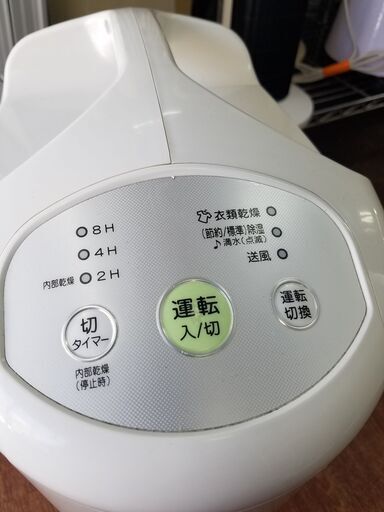 8H
4H
内部乾燥 2H
衣類乾燥
(節約/標準)除湿
♪満水(点滅)
送風
切
タイマー
内部乾燥
(停止時)
運転
入/切
運転
切換